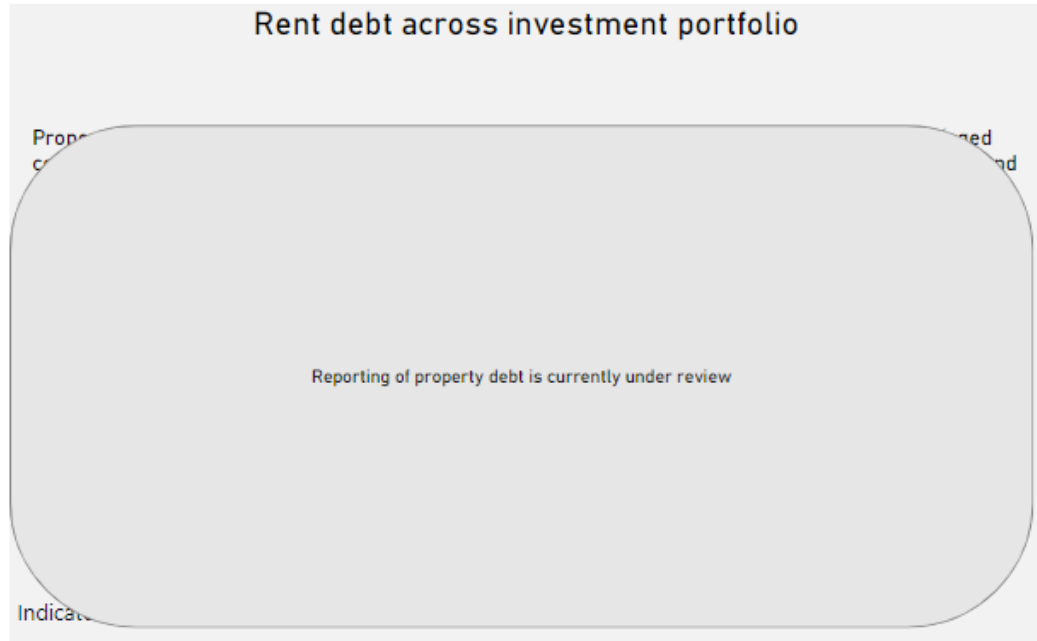 Rent debt across investment portfolio
Reporting of property debt is currently under review